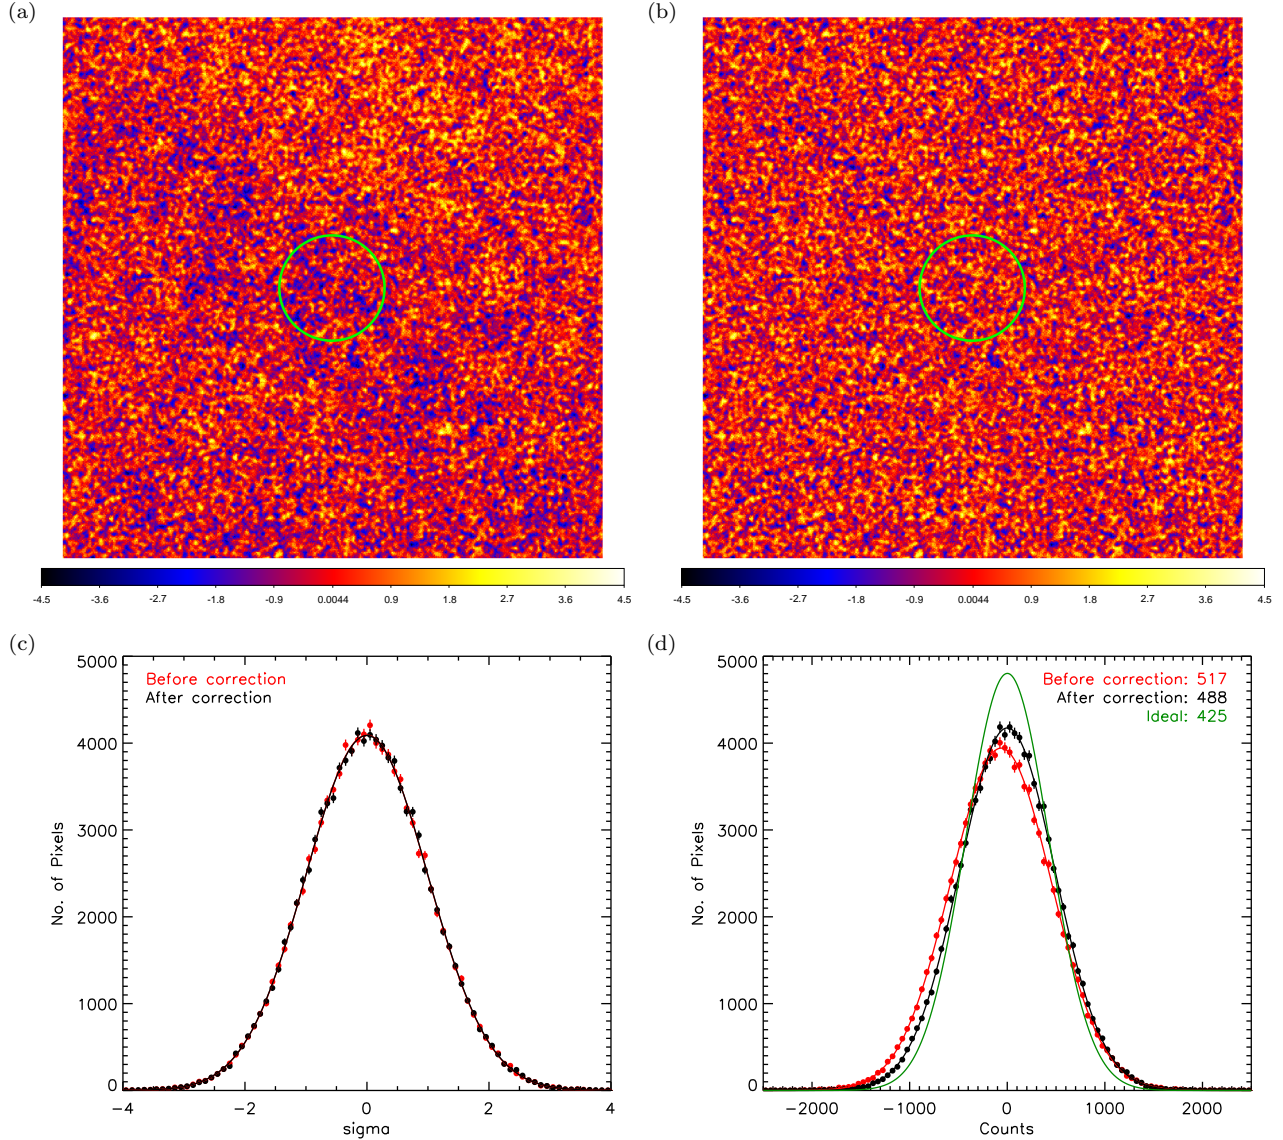 (a)
(b)
-4.5 -3.6 -2.7 -1.8 -0.9 0.0044 0.9 1.8 2.7 3.6 4.5
-4.5 -3.6 -2.7 -1.8 -0.9 0.0044 0.9 1.8 2.7 3.6 4.5
(c)
5000
4000
3000
2000
1000
0
No. of Pixels
Before correction
After correction
−4 −2 0 2 4
sigma
(d)
5000
4000
3000
2000
1000
0
No. of Pixels
Before correction: 517
After correction: 488
Ideal: 425
−2000 −1000 0 1000 2000
Counts